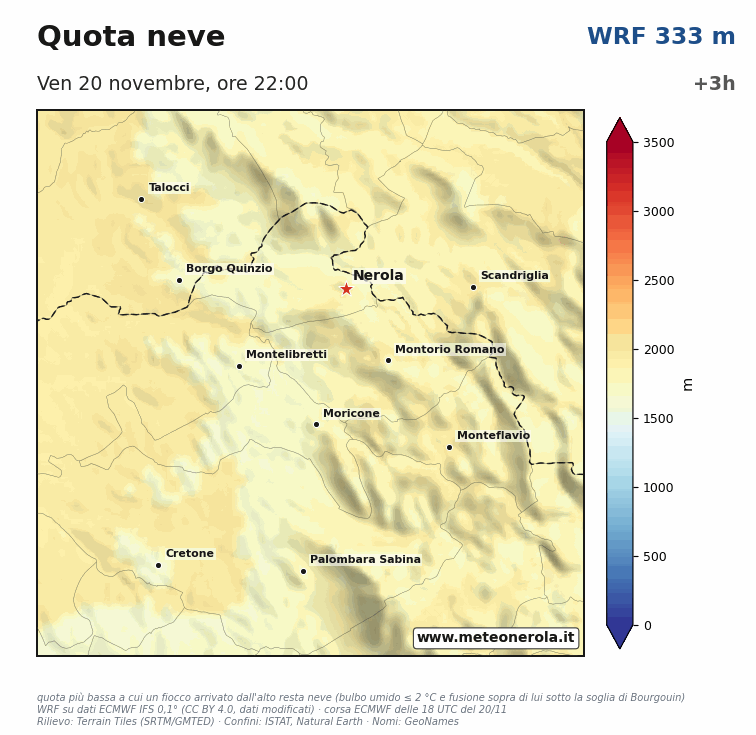 Quota neve
WRF 333 m
Ven 20 novembre, ore 22:00
+3h
Talocci
Borgo Quinzio
Nerola
Scandriglia
Montelibretti
Montorio Romano
Moricone
Monteflavio
Cretone
Palombara Sabina
www.meteonerola.it
3500
3000
2500
2000
1500
1000
500
0
m
quota più bassa a cui un fiocco arrivato dall'alto resta neve (bulbo umido ≤ 2 °C e fusione sopra di lui sotto la soglia di Bourgouin)
WRF su dati ECMWF IFS 0,1° (CC BY 4.0, dati modificati) · corsa ECMWF delle 18 UTC del 20/11
Rilievo: Terrain Tiles (SRTM/GMTED) · Confini: ISTAT, Natural Earth · Nomi: GeoNames